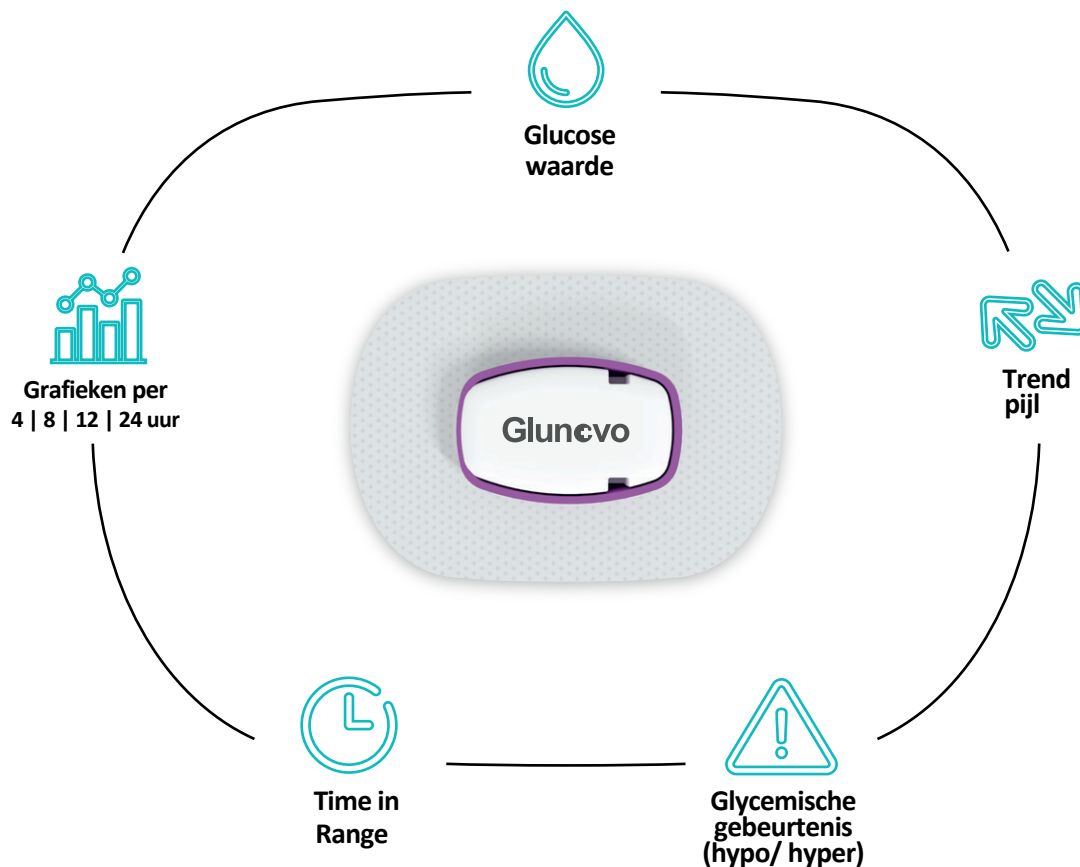 Glucose
waarde
Grafieken per
4 | 8 | 12 | 24 uur
Trend
pijl
Glunovo
Time in
Range
Glycemische
gebeurtenis
(hypo/ hyper)